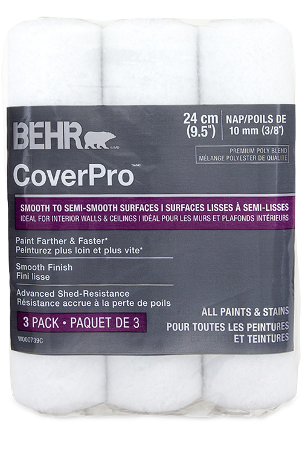 24 cm
(9.5")
NAP/POILS DE
10 mm (3/8")
PREMIUM POLY BLEND
MÉLANGE POLYESTER DE QUALITÉ
BEHR
CoverPro™
SMOOTH TO SEMI-SMOOTH SURFACES | SURFACES LISSES À SEMI-LISSES
IDEAL FOR INTERIOR WALLS & CEILINGS | IDÉAL POUR LES MURS ET PLAFONDS INTÉRIEURS
Paint Farther & Faster*
Peinturez plus loin et plus vite*
Smooth Finish
Fini lisse
Advanced Shed-Resistance
Résistance accrue à la perte de poils
3 PACK • PAQUET DE 3
ALL PAINTS & STAINS
POUR TOUTES LES PEINTURES
ET TEINTURES